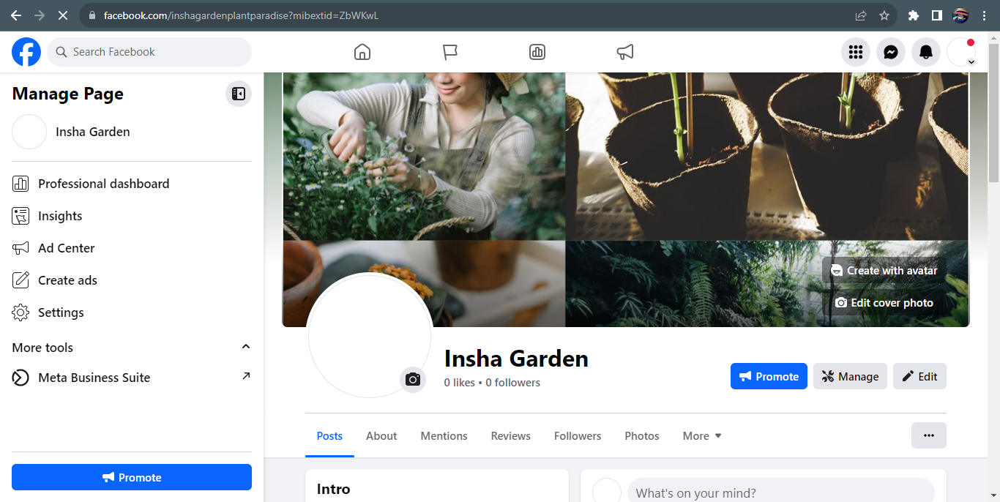 facebook.com/inshagardenplantparadise?mibextid=ZbWKwL
Search Facebook
Manage Page
Insha Garden
Professional dashboard
Insights
Ad Center
Create ads
Settings
More tools
Meta Business Suite
Promote
Create with avatar
Edit cover photo
Insha Garden
0 likes • 0 followers
Promote
Manage
Edit
Posts
About
Mentions
Reviews
Followers
Photos
More
Intro
What's on your mind?